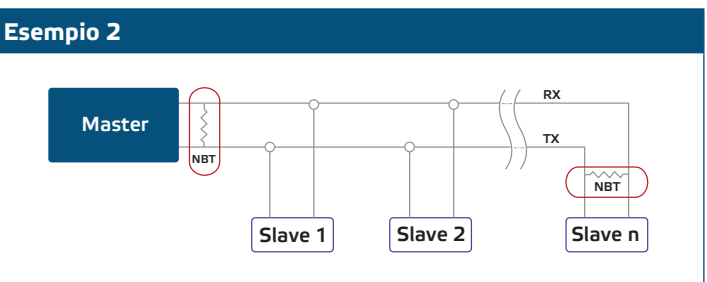 Esempio 2
RX
Master
TX
NBT
NBT
Slave 1
Slave 2
Slave n